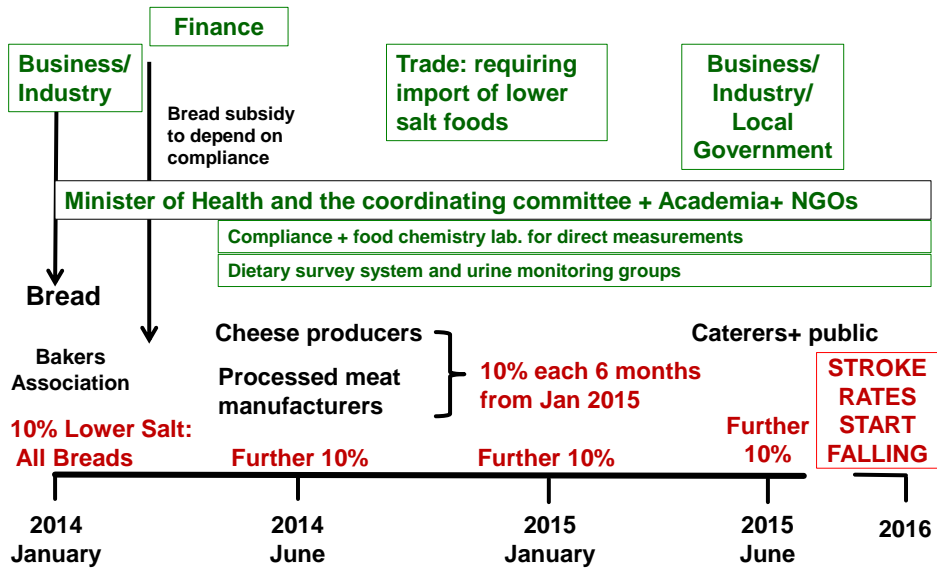 Finance
Business/
Industry
Trade: requiring
import of lower
salt foods
Business/
Industry/
Local
Government
Bread subsidy
to depend on
compliance
Minister of Health and the coordinating committee + Academia+ NGOs
Compliance + food chemistry lab. for direct measurements
Dietary survey system and urine monitoring groups
Bread
Bakers
Association
Cheese producers
Processed meat
manufacturers
10% each 6 months
from Jan 2015
Caterers+ public
STROKE
RATES
START
FALLING
10% Lower Salt:
All Breads
Further 10%
Further 10%
Further
10%
2014
January
2014
June
2015
January
2015
June
2016